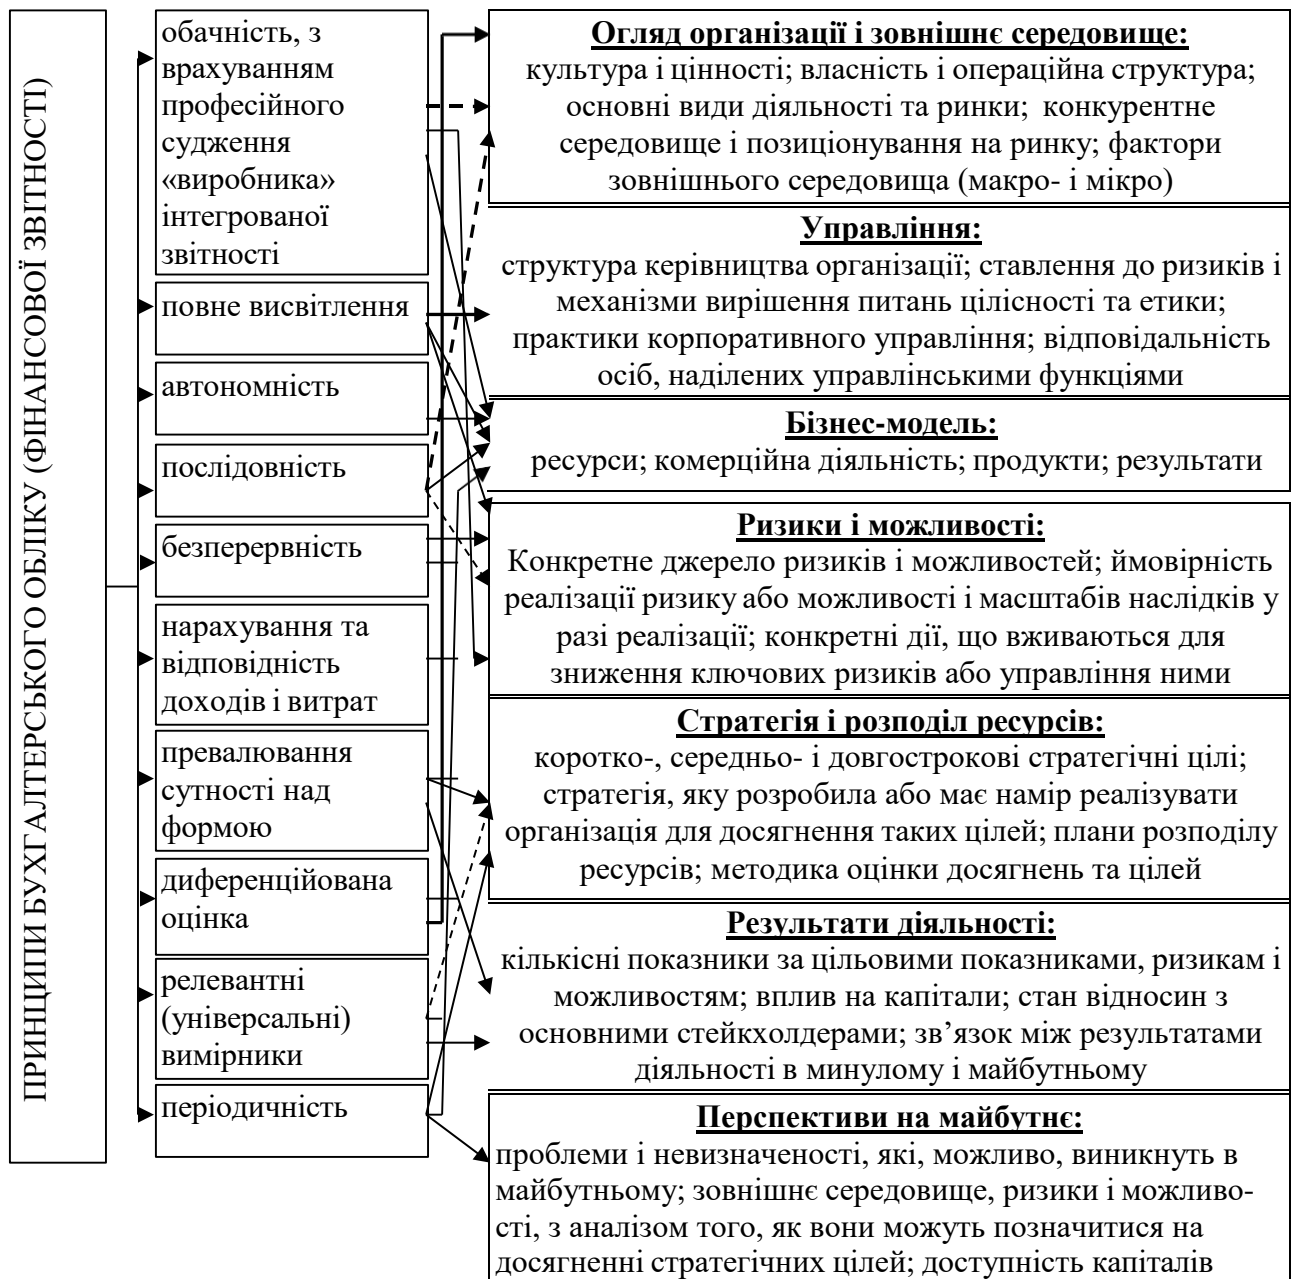 ПРИНЦИПИ БУХГАЛТЕРСЬКОГО ОБЛІКУ (ФІНАНСОВОЇ ЗВІТНОСТІ)
обачність, з
врахуванням
професійного
судження
«виробника»
інтегрованої
звітності
повне висвітлення
автономність
послідовність
безперервність
нарахування та
відповідність
доходів і витрат
превалювання
сутності над
формою
диференційована
оцінка
релевантні
(універсальні)
вимірники
періодичність
Огляд організації і зовнішнє середовище:
культура і цінності; власність і операційна структура;
основні види діяльності та ринки; конкурентне
середовище і позиціонування на ринку; фактори
зовнішнього середовища (макро- і мікро)
Управління:
структура керівництва організації; ставлення до ризиків і
механізми вирішення питань цілісності та етики;
практики корпоративного управління; відповідальність
осіб, наділених управлінськими функціями
Бізнес-модель:
ресурси; комерційна діяльність; продукти; результати
Ризики і можливості:
Конкретне джерело ризиків і можливостей; ймовірність
реалізації ризику або можливості і масштабів наслідків у
разі реалізації; конкретні дії, що вживаються для
зниження ключових ризиків або управління ними
Стратегія і розподіл ресурсів:
коротко-, середньо- і довгострокові стратегічні цілі;
стратегія, яку розробила або має намір реалізувати
організація для досягнення таких цілей; плани розподілу
ресурсів; методика оцінки досягнень та цілей
Результати діяльності:
кількісні показники за цільовими показниками, ризикам і
можливостям; вплив на капітали; стан відносин з
основними стейкхолдерами; зв’язок між результатами
діяльності в минулому і майбутньому
Перспективи на майбутнє:
проблеми і невизначеності, які, можливо, виникнуть в
майбутньому; зовнішнє середовище, ризики і можливо-
сті, з аналізом того, як вони можуть позначитися на
досягненні стратегічних цілей; доступність капіталів